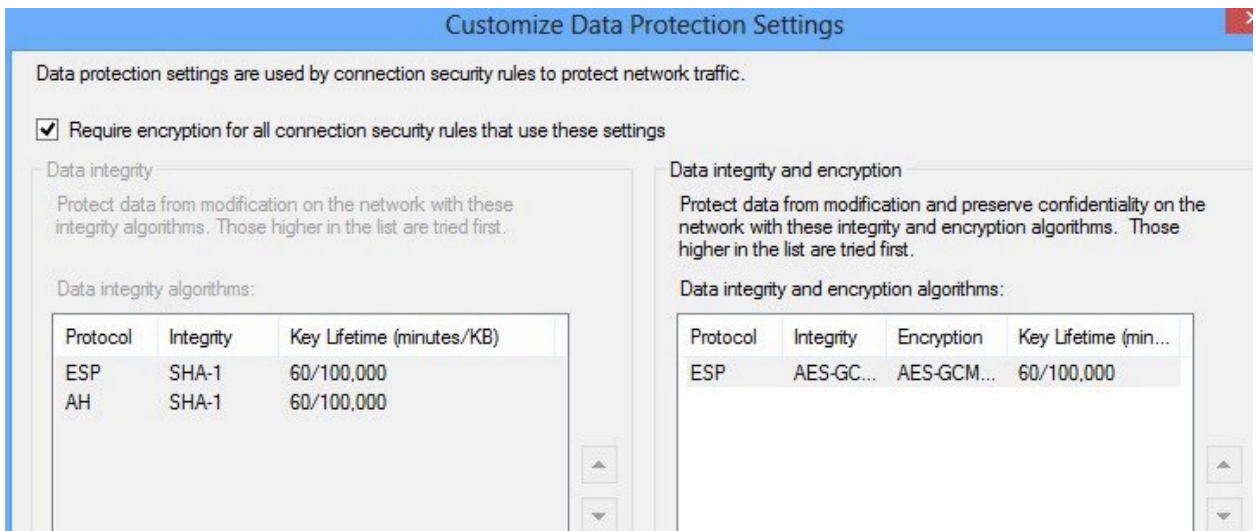 Customize Data Protection Settings
Data protection settings are used by connection security rules to protect network traffic.
Require encryption for all connection security rules that use these settings
Data integrity
Protect data from modification on the network with these
integrity algorithms. Those higher in the list are tried first.
Data integrity algorithms:
Protocol Integrity Key Lifetime (minutes/KB)
ESP SHA-1 60/100,000
AH SHA-1 60/100,000
Data integrity and encryption
Protect data from modification and preserve confidentiality on the
network with these integrity and encryption algorithms. Those
higher in the list are tried first.
Data integrity and encryption algorithms:
Protocol Integrity Encryption Key Lifetime (min...
ESP AES-GC... AES-GCM... 60/100,000